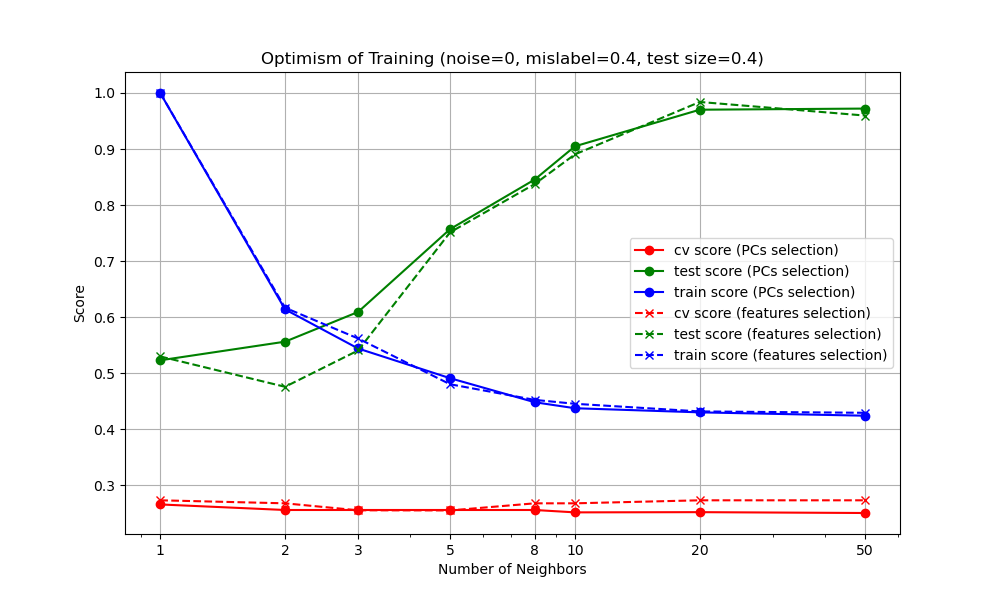 Optimism of Training (noise=0, mislabel=0.4, test size=0.4)
1.0
0.9
0.8
0.7
0.6
0.5
0.4
0.3
Score
cv score (PCs selection)
test score (PCs selection)
train score (PCs selection)
cv score (features selection)
test score (features selection)
train score (features selection)
1 2 3 5 8 10 20 50
Number of Neighbors